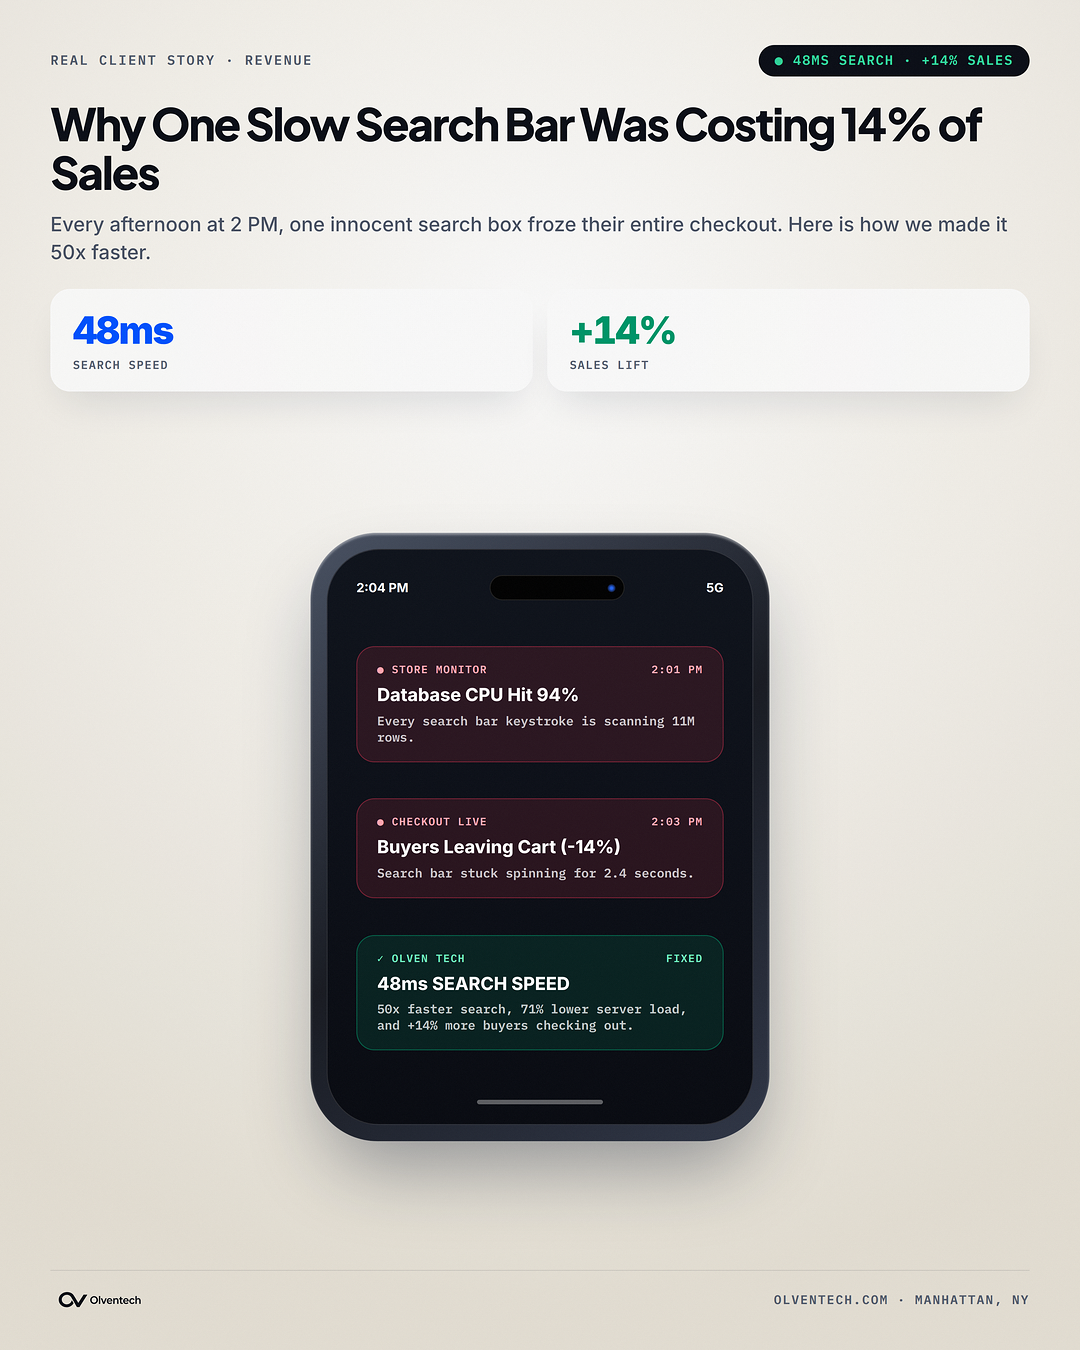 REAL CLIENT STORY · REVENUE
● 48MS SEARCH · +14% SALES
Why One Slow Search Bar Was Costing 14% of
Sales
Every afternoon at 2 PM, one innocent search box froze their entire checkout. Here is how we made it
50x faster.
48ms
SEARCH SPEED
+14%
SALES LIFT
2:04 PM
5G
● STORE MONITOR
2:01 PM
Database CPU Hit 94%
Every search bar keystroke is scanning 11M
rows.
● CHECKOUT LIVE
2:03 PM
Buyers Leaving Cart (-14%)
Search bar stuck spinning for 2.4 seconds.
✓ OLVEN TECH
FIXED
48ms SEARCH SPEED
50x faster search, 71% lower server load,
and +14% more buyers checking out.
Olventech
OLVENTECH.COM · MANHATTAN, NY